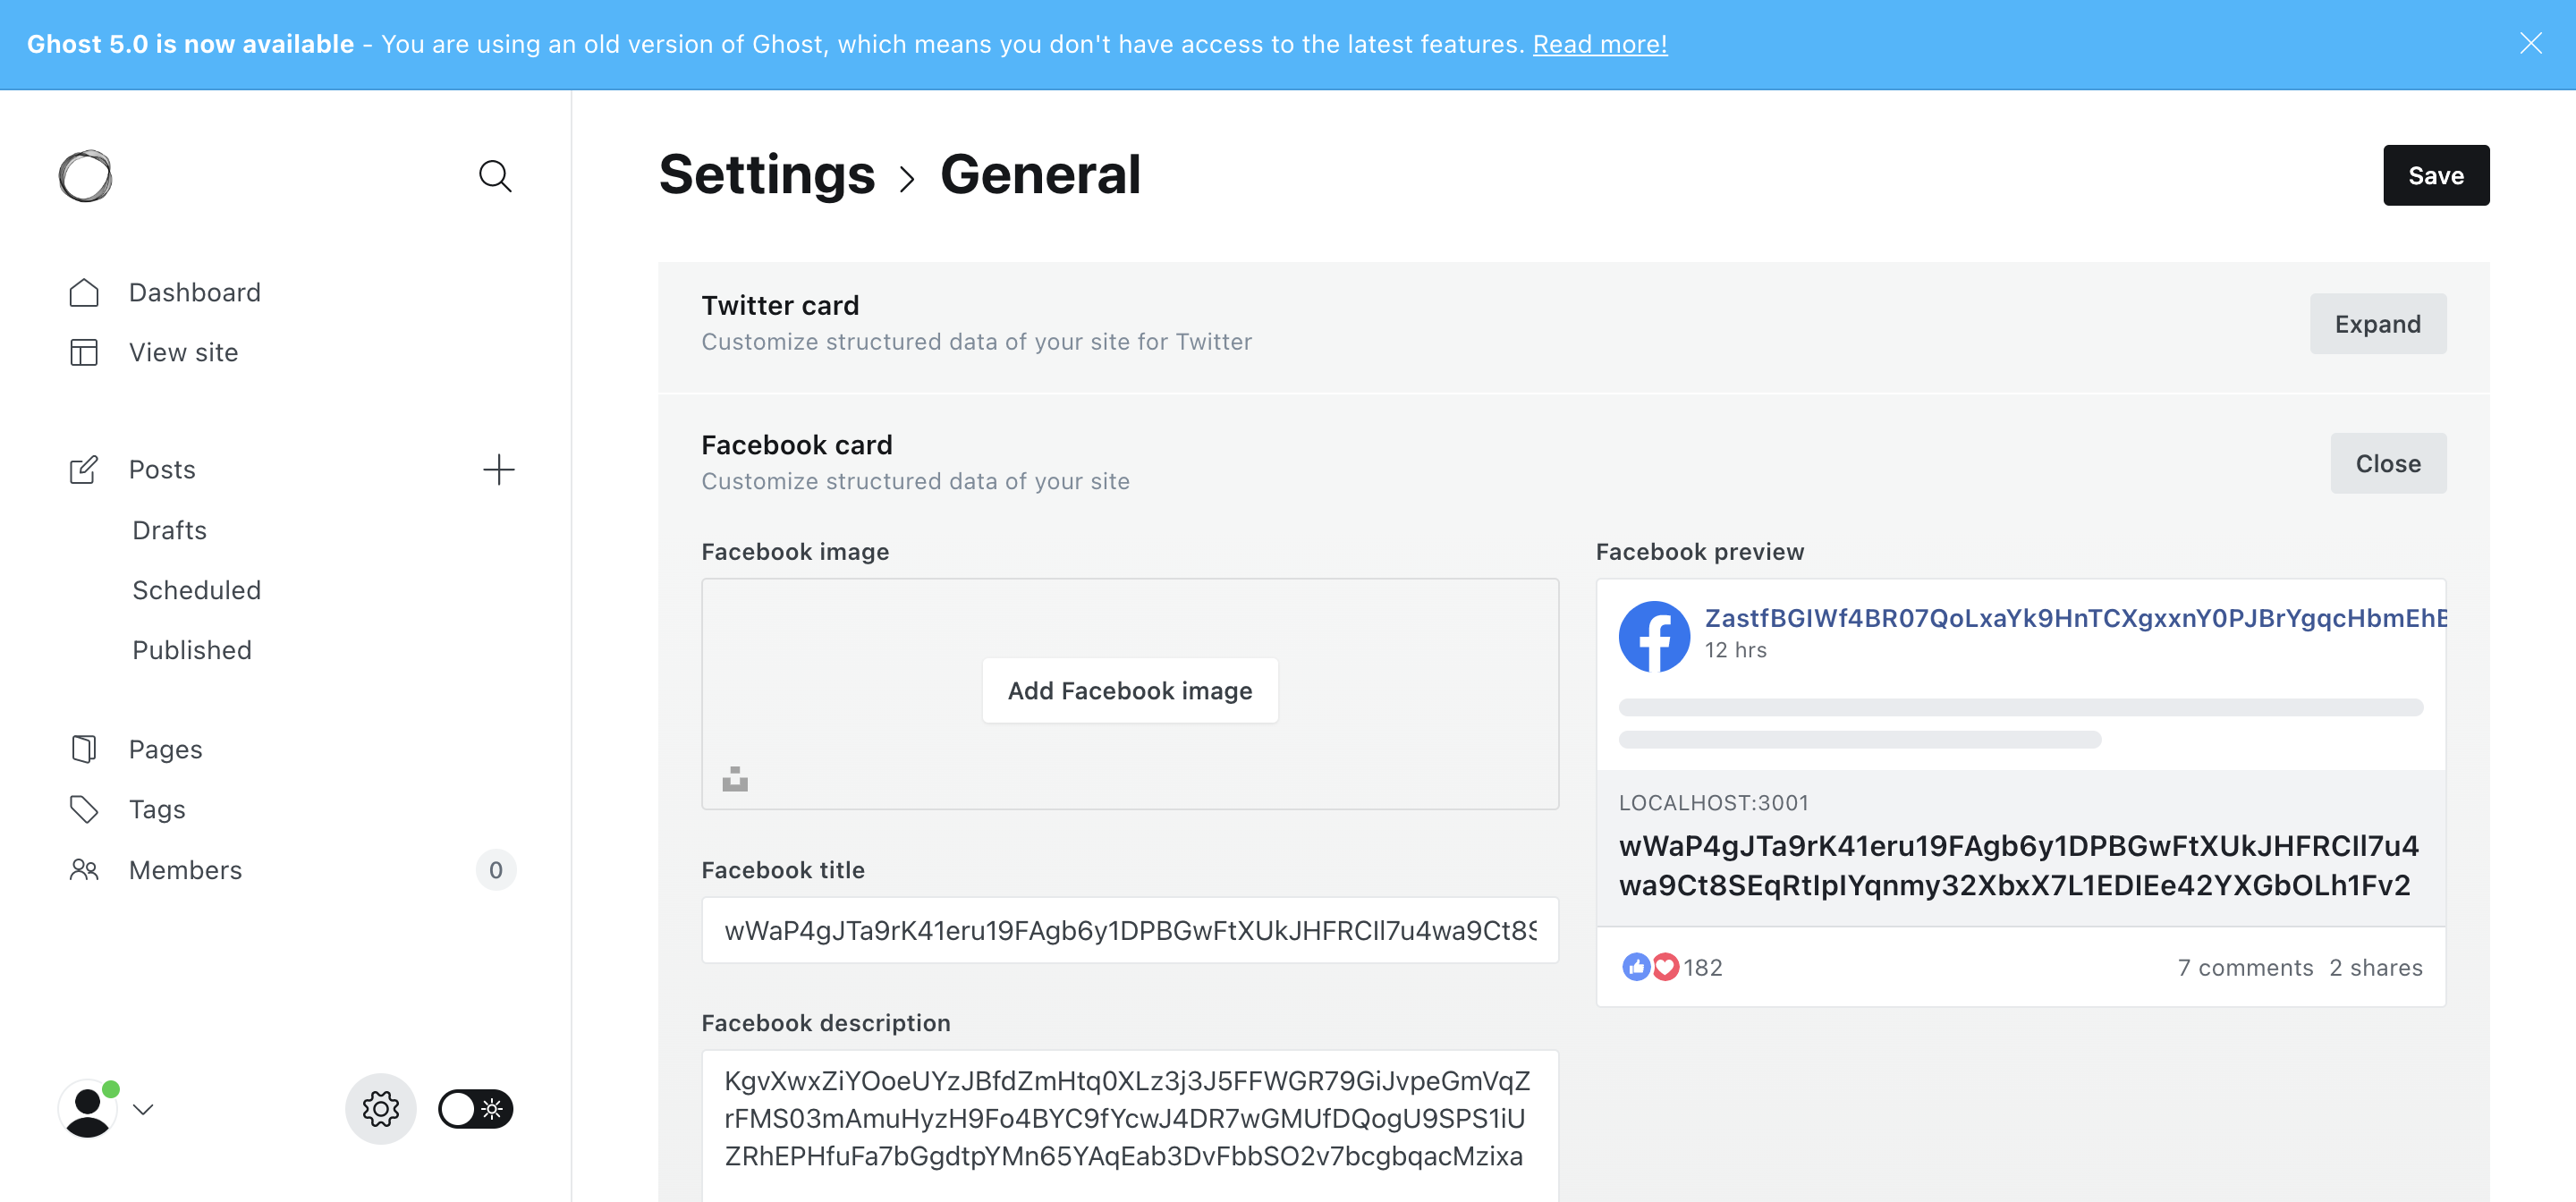 Ghost 5.0 is now available - You are using an old version of Ghost, which means you don't have access to the latest features. Read more!
Settings > General
Save
Dashboard
View site
Posts
Drafts
Scheduled
Published
Pages
Tags
Members
0
Twitter card
Customize structured data of your site for Twitter
Expand
Facebook card
Customize structured data of your site
Close
Facebook image
Add Facebook image
Facebook title
wWaP4gJTa9rK41eru19FAgb6y1DPBGwFtXUkJHFRCIl7u4wa9Ct8S
Facebook description
KgvXwxZiYOoeUYzJBfdZmHtq0XLz3j3J5FFWGR79GiJvpeGmVqZ
rFMS03mAmuHyzH9Fo4BYC9fYcwJ4DR7wGMUfDQogU9SPS1iU
ZRhEPHfuFa7bGgdtpYMn65YAqEab3DvFbbSO2v7bcgbqacMzixa
Facebook preview
ZastfBGIWf4BR07QoLxaYk9HnTCXgxxnY0PJBrYgqcHbmEhB
12 hrs
LOCALHOST:3001
wWaP4gJTa9rK41eru19FAgb6y1DPBGwFtXUkJHFRCIl7u4
wa9Ct8SEqRtIpIYqnmy32XbxX7L1EDIEe42YXGbOLh1Fv2
182
7 comments 2 shares